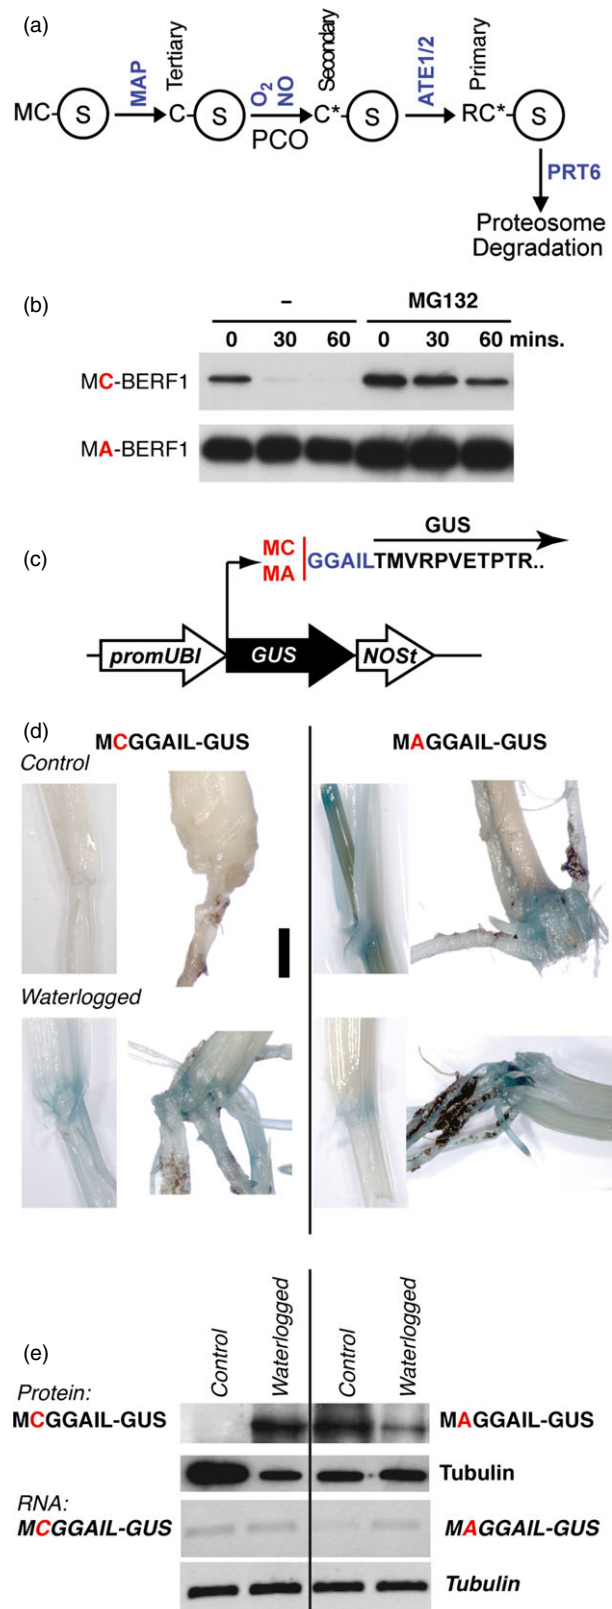 (a)
MC- S MAP Tertiary C- S O2 NO PCO Secondary C*- S ATE1/2 Primary RC*- S
PRT6
Proteosome
Degradation
(b)
– MG132
0 30 60 0 30 60 mins.
MC-BERF1
MA-BERF1
(c)
GUS
MC
MA
GGAILTMVRPVETPTR..
promUBI GUS NOSt
(d)
MCGGAIL-GUS MAGGAIL-GUS
Control
Waterlogged
(e)
Control Waterlogged Control Waterlogged
Protein:
MCGGAIL-GUS MAGGAIL-GUS
Tubulin
RNA:
MCGGAIL-GUS MAGGAIL-GUS
Tubulin